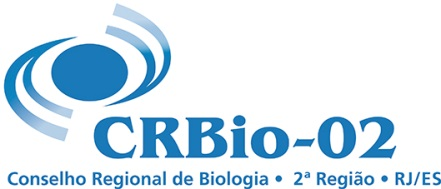 CRBio-02
Conselho Regional de Biologia • 2ª Região • RJ/ES